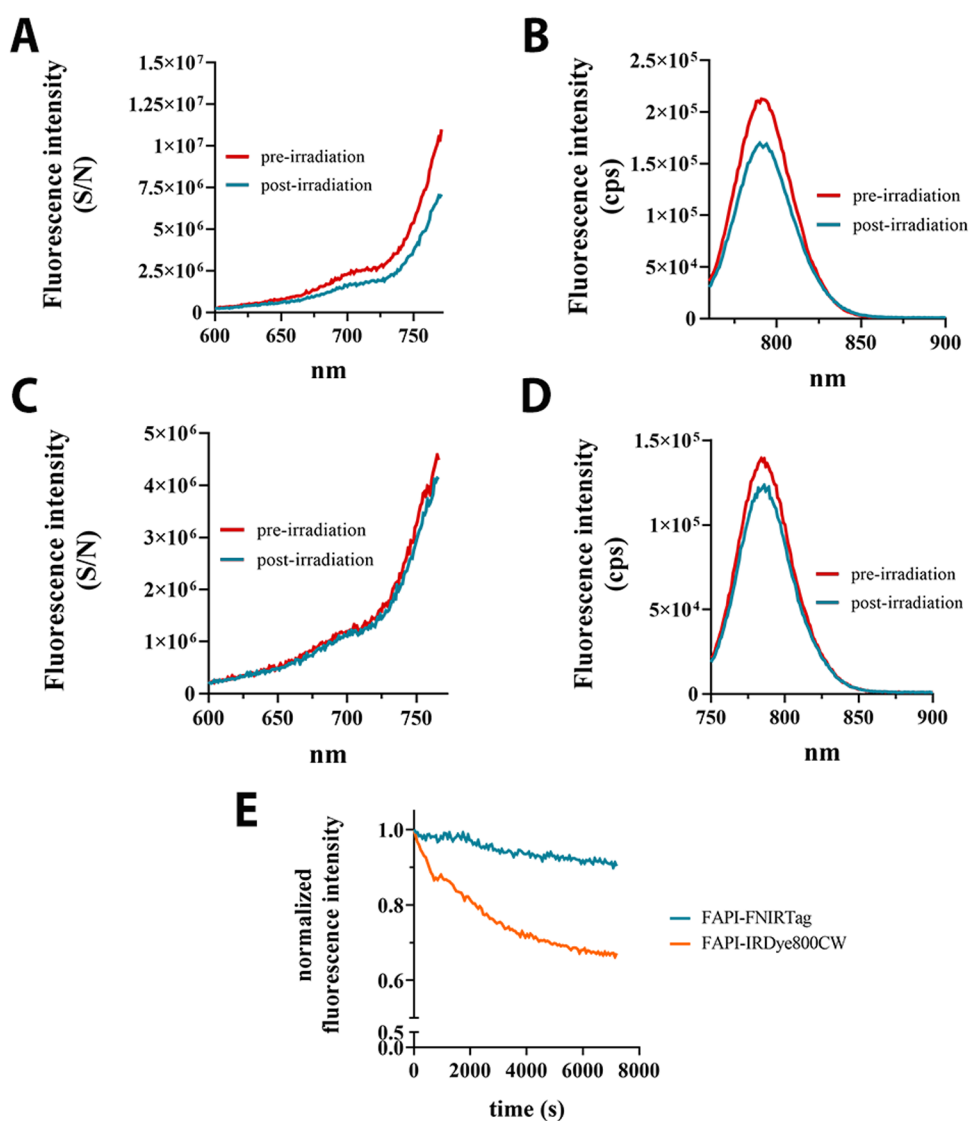 A
Fluorescence intensity
(S/N)
1.5×10⁷
1.25×10⁷
1×10⁷
7.5×10⁶
5×10⁶
2.5×10⁶
0
600
650
700
750
nm
pre-irradiation
post-irradiation
B
Fluorescence intensity
(cps)
2.5×10⁵
2×10⁵
1.5×10⁵
1×10⁵
5×10⁴
0
800
850
900
nm
pre-irradiation
post-irradiation
C
Fluorescence intensity
(S/N)
5×10⁶
4×10⁶
3×10⁶
2×10⁶
1×10⁶
0
600
650
700
750
nm
pre-irradiation
post-irradiation
D
Fluorescence intensity
(cps)
1.5×10⁵
1×10⁵
5×10⁴
0
750
800
850
900
nm
pre-irradiation
post-irradiation
E
normalized
fluorescence intensity
1.0
0.8
0.6
0.5
0.0
0
2000
4000
6000
8000
time (s)
FAPI-FNIRTag
FAPI-IRDye800CW